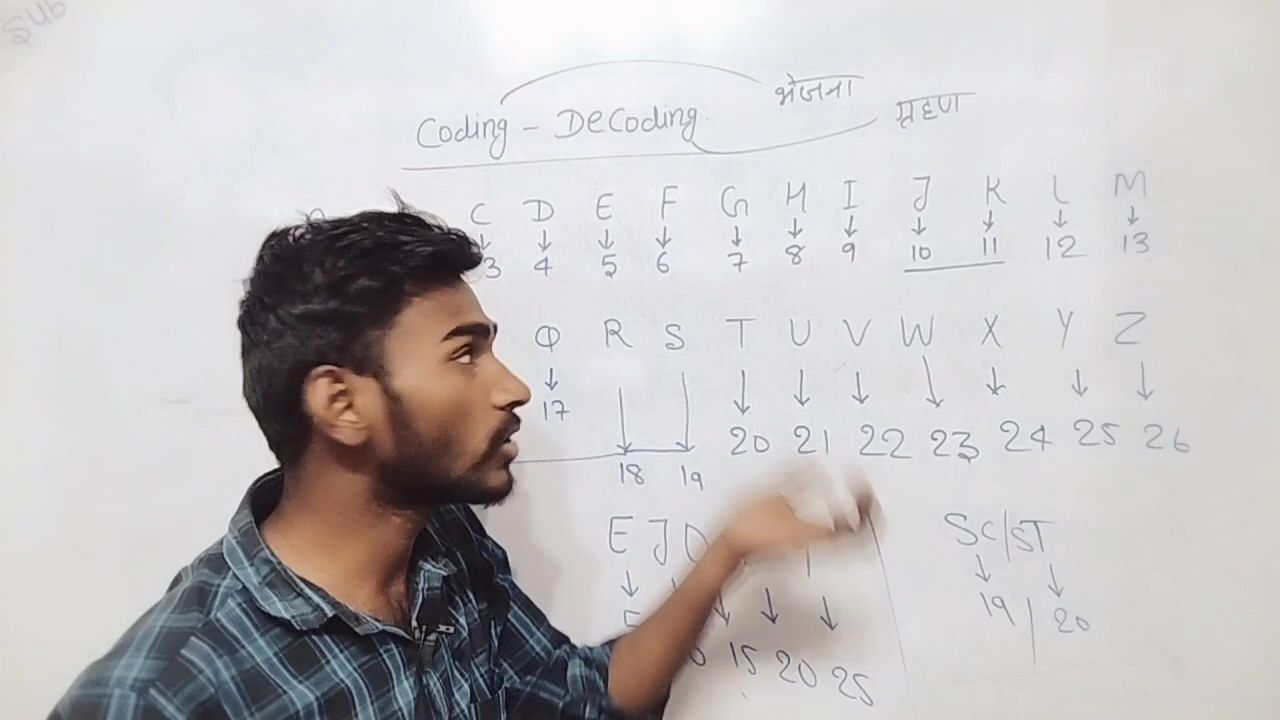 SUB
Coding - Decoding भेजना
ग्रहण
C D E F G H I J K L M
3 4 5 6 7 8 9 10 11 12 13
Q R S T U V W X Y Z
17 20 21 22 23 24 25 26
18 19
E J O SC/ST
19/20
15 20 25